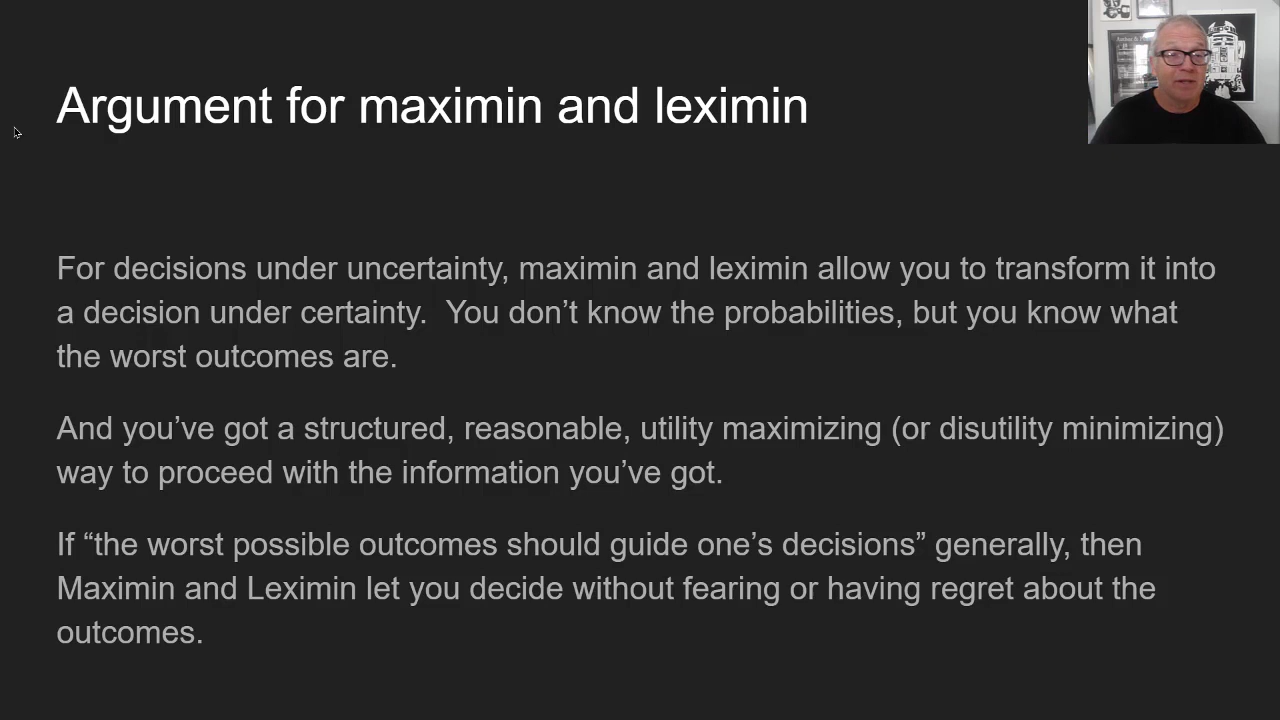 Argument for maximin and leximin
For decisions under uncertainty, maximin and leximin allow you to transform it into
a decision under certainty.  You don’t know the probabilities, but you know what
the worst outcomes are.
And you’ve got a structured, reasonable, utility maximizing (or disutility minimizing)
way to proceed with the information you’ve got.
If “the worst possible outcomes should guide one’s decisions” generally, then
Maximin and Leximin let you decide without fearing or having regret about the
outcomes.